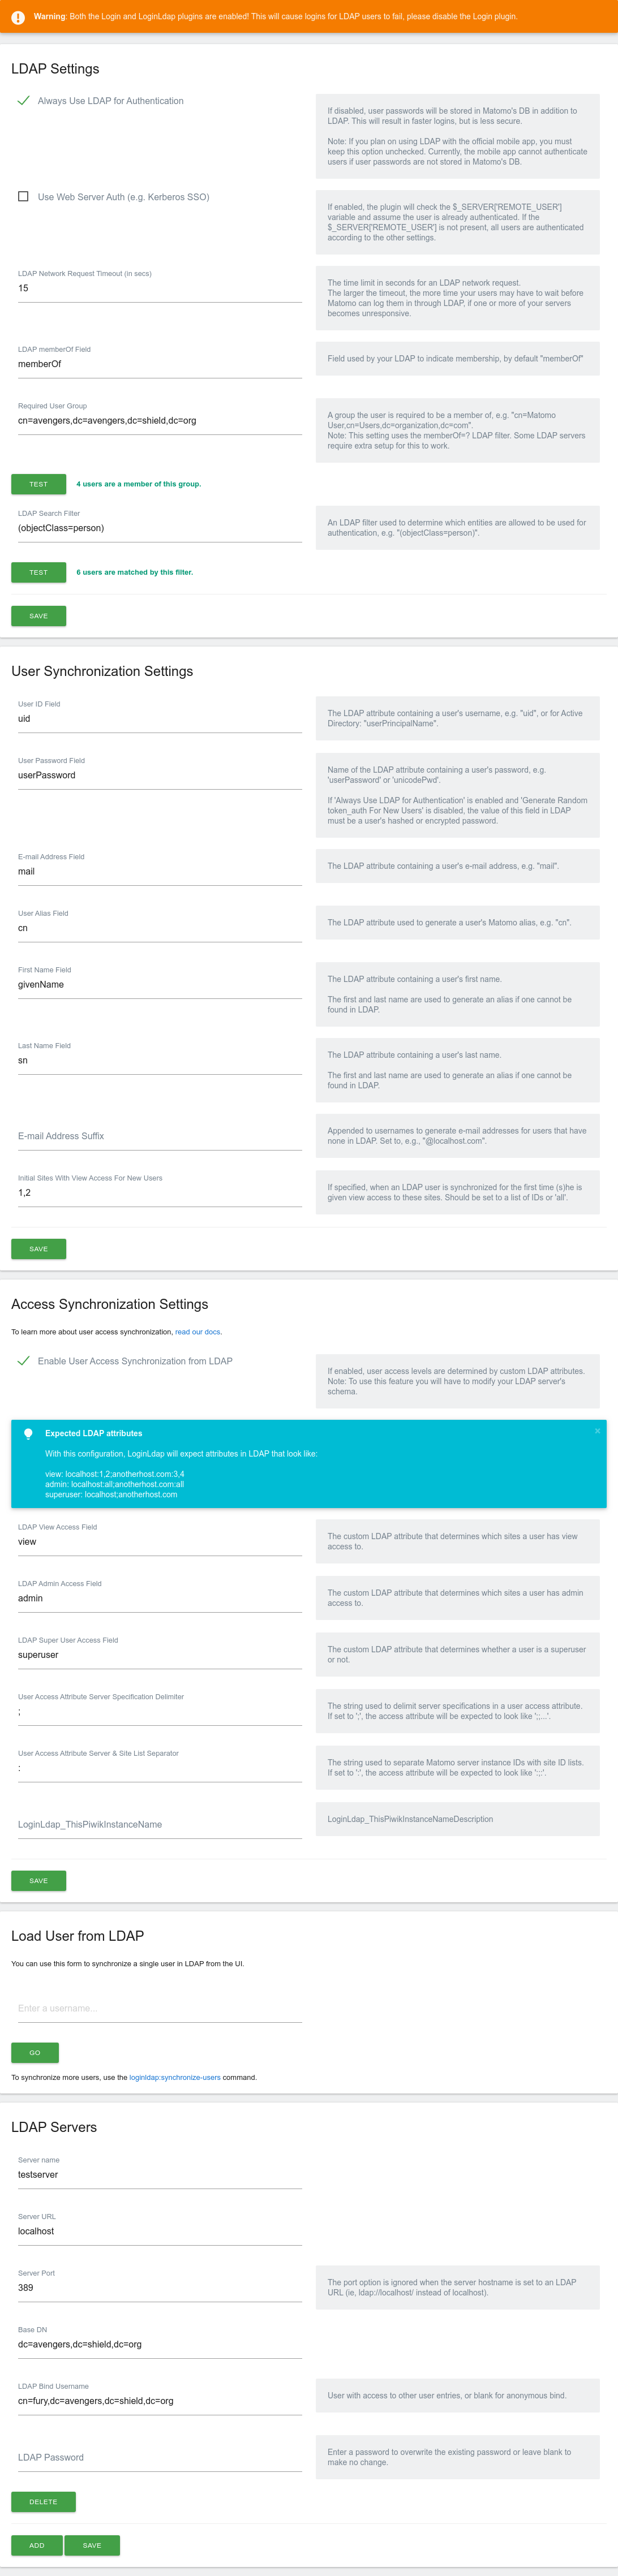 Warning: Both the Login and LoginLdap plugins are enabled! This will cause logins for LDAP users to fail, please disable the Login plugin.
LDAP Settings
Always Use LDAP for Authentication
If disabled, user passwords will be stored in Matomo's DB in addition to
LDAP. This will result in faster logins, but is less secure.
Note: If you plan on using LDAP with the official mobile app, you must
keep this option unchecked. Currently, the mobile app cannot authenticate
users if user passwords are not stored in Matomo's DB.
Use Web Server Auth (e.g. Kerberos SSO)
If enabled, the plugin will check the $_SERVER['REMOTE_USER']
variable and assume the user is already authenticated. If the
$_SERVER['REMOTE_USER'] is not present, all users are authenticated
according to the other settings.
LDAP Network Request Timeout (in secs)
15
The time limit in seconds for an LDAP network request.
The larger the timeout, the more time your users may have to wait before
Matomo can log them in through LDAP, if one or more of your servers
becomes unresponsive.
LDAP memberOf Field
memberOf
Field used by your LDAP to indicate membership, by default "memberOf"
Required User Group
cn=avengers,dc=avengers,dc=shield,dc=org
A group the user is required to be a member of, e.g. "cn=Matomo
User,cn=Users,dc=organization,dc=com".
Note: This setting uses the memberOf=? LDAP filter. Some LDAP servers
require extra setup for this to work.
TEST
4 users are a member of this group.
LDAP Search Filter
(objectClass=person)
An LDAP filter used to determine which entities are allowed to be used for
authentication, e.g. "(objectClass=person)".
TEST
6 users are matched by this filter.
SAVE
User Synchronization Settings
User ID Field
uid
The LDAP attribute containing a user's username, e.g. "uid", or for Active
Directory: "userPrincipalName".
User Password Field
userPassword
Name of the LDAP attribute containing a user's password, e.g.
'userPassword' or 'unicodePwd'.
If 'Always Use LDAP for Authentication' is enabled and 'Generate Random
token_auth For New Users' is disabled, the value of this field in LDAP
must be a user's hashed or encrypted password.
E-mail Address Field
mail
The LDAP attribute containing a user's e-mail address, e.g. "mail".
User Alias Field
cn
The LDAP attribute used to generate a user's Matomo alias, e.g. "cn".
First Name Field
givenName
The LDAP attribute containing a user's first name.
The first and last name are used to generate an alias if one cannot be
found in LDAP.
Last Name Field
sn
The LDAP attribute containing a user's last name.
The first and last name are used to generate an alias if one cannot be
found in LDAP.
E-mail Address Suffix
Appended to usernames to generate e-mail addresses for users that have
none in LDAP. Set to, e.g., "@localhost.com".
Initial Sites With View Access For New Users
1,2
If specified, when an LDAP user is synchronized for the first time (s)he is
given view access to these sites. Should be set to a list of IDs or 'all'.
SAVE
Access Synchronization Settings
To learn more about user access synchronization, read our docs.
Enable User Access Synchronization from LDAP
If enabled, user access levels are determined by custom LDAP attributes.
Note: To use this feature you will have to modify your LDAP server's
schema.
Expected LDAP attributes
×
With this configuration, LoginLdap will expect attributes in LDAP that look like:
view: localhost:1,2;anotherhost.com:3,4
admin: localhost:all;anotherhost.com:all
superuser: localhost;anotherhost.com
LDAP View Access Field
view
The custom LDAP attribute that determines which sites a user has view
access to.
LDAP Admin Access Field
admin
The custom LDAP attribute that determines which sites a user has admin
access to.
LDAP Super User Access Field
superuser
The custom LDAP attribute that determines whether a user is a superuser
or not.
User Access Attribute Server Specification Delimiter
;
The string used to delimit server specifications in a user access attribute.
If set to ';', the access attribute will be expected to look like ';;...'.
User Access Attribute Server & Site List Separator
:
The string used to separate Matomo server instance IDs with site ID lists.
If set to ':', the access attribute will be expected to look like ':;:'.
LoginLdap_ThisPiwikInstanceName
LoginLdap_ThisPiwikInstanceNameDescription
SAVE
Load User from LDAP
You can use this form to synchronize a single user in LDAP from the UI.
Enter a username...
GO
To synchronize more users, use the loginldap:synchronize-users command.
LDAP Servers
Server name
testserver
Server URL
localhost
Server Port
389
The port option is ignored when the server hostname is set to an LDAP
URL (ie, ldap://localhost/ instead of localhost).
Base DN
dc=avengers,dc=shield,dc=org
LDAP Bind Username
cn=fury,dc=avengers,dc=shield,dc=org
User with access to other user entries, or blank for anonymous bind.
LDAP Password
Enter a password to overwrite the existing password or leave blank to
make no change.
DELETE
ADD SAVE